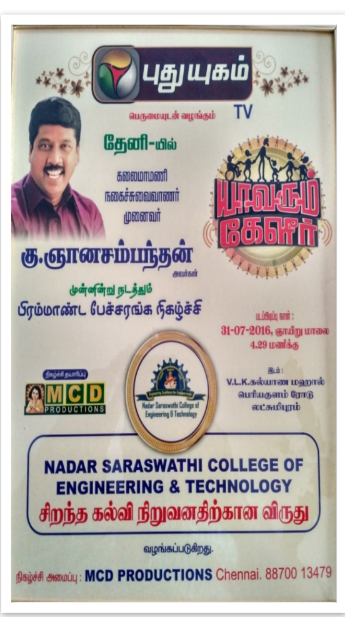 புதுயுகம்
TV
பெருமையுடன் வழங்கும்
தேனி-யில்
கலைமாமணி
நகைச்சுவைவாணர்
முனைவர்
கு.ஞானசம்பந்தன்
அவர்கள்
முன்னின்று நடத்தும்
பிரம்மாண்ட பேச்சரங்க நிகழ்ச்சி
யாவரும்
கேளிர்
படப்பிடிப்பு நாள் :
31-07-2016, ஞாயிறு மாலை
4.29 மணிக்கு
இடம் :
V.L.K.கல்யாண மஹால்
பெரியகுளம் ரோடு
லட்சுமிபுரம்
நிகழ்ச்சி தயாரிப்பு
MCD
PRODUCTIONS
Nadar Saraswathi College of
Engineering & Technology
NADAR SARASWATHI COLLEGE OF
ENGINEERING & TECHNOLOGY
சிறந்த கல்வி நிறுவனதிற்கான விருது
வழங்கப்படுகிறது.
நிகழ்ச்சி அமைப்பு : MCD PRODUCTIONS Chennai. 88700 13479